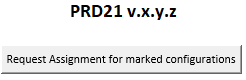 PRD21 v.x.y.z
Request Assignment for marked configurations